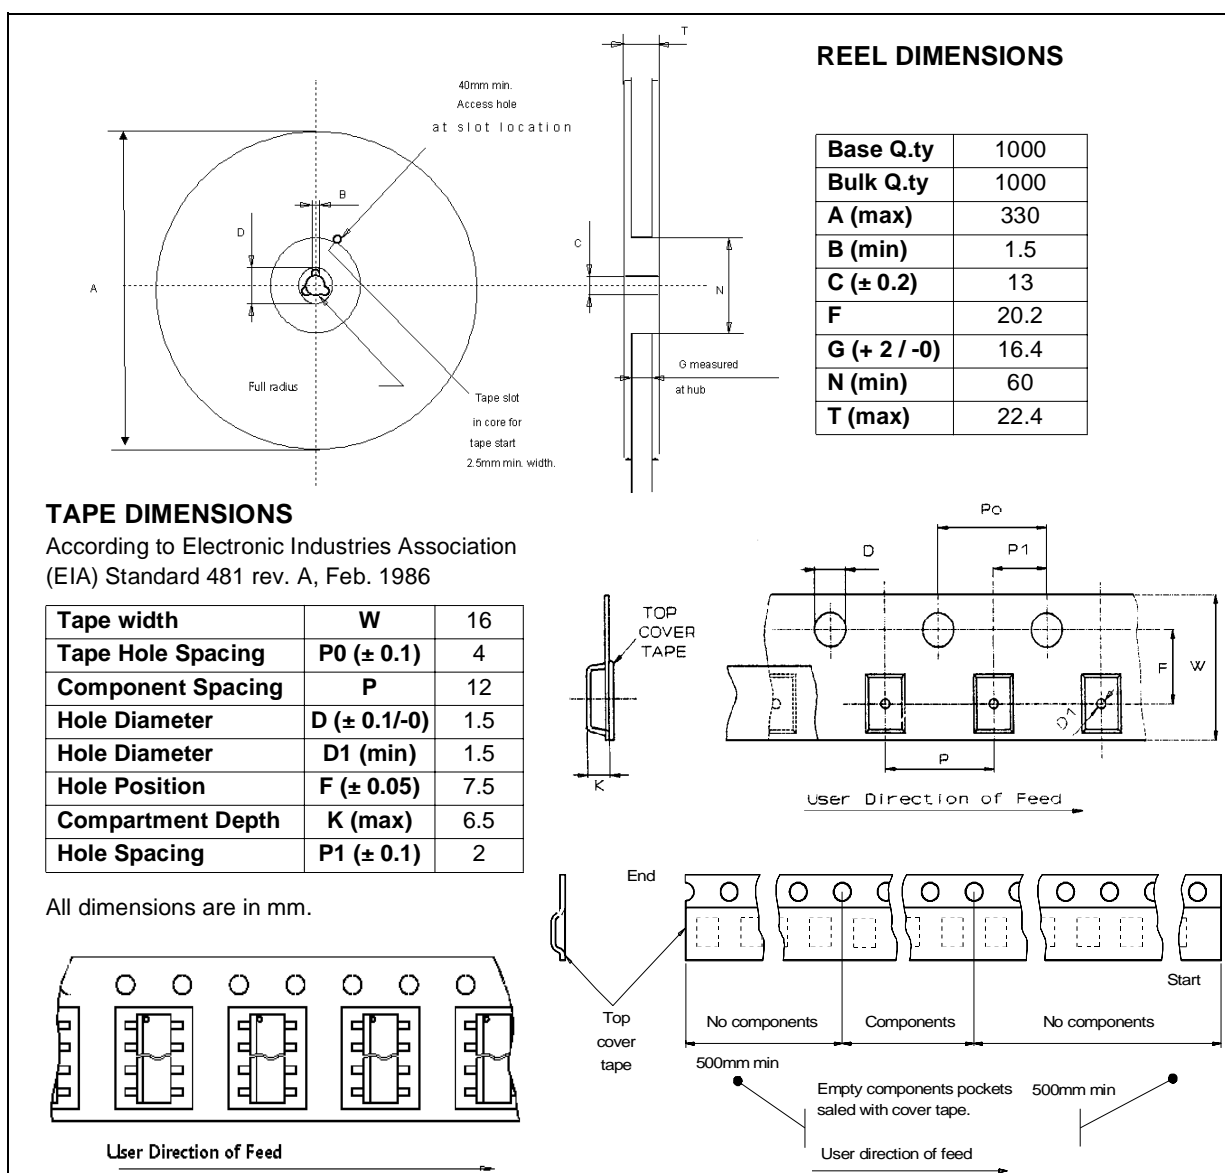 REEL DIMENSIONS
T
40mm min.
Access hole
at slot location
B
D
C
A
N
G measured
at hub
Full radius
Tape slot
in core for
tape start
2.5mm min. width.
Base Q.ty 1000
Bulk Q.ty 1000
A (max) 330
B (min) 1.5
C (± 0.2) 13
F 20.2
G (+ 2 / -0) 16.4
N (min) 60
T (max) 22.4
TAPE DIMENSIONS
According to Electronic Industries Association
(EIA) Standard 481 rev. A, Feb. 1986
Tape width W 16
Tape Hole Spacing P0 (± 0.1) 4
Component Spacing P 12
Hole Diameter D (± 0.1/-0) 1.5
Hole Diameter D1 (min) 1.5
Hole Position F (± 0.05) 7.5
Compartment Depth K (max) 6.5
Hole Spacing P1 (± 0.1) 2
All dimensions are in mm.
Po
D
P1
TOP
COVER
TAPE
F
W
D1
P
K
User Direction of Feed
End
Start
Top
cover
tape
No components
Components
No components
500mm min
Empty components pockets
saled with cover tape.
500mm min
User direction of feed
User Direction of Feed